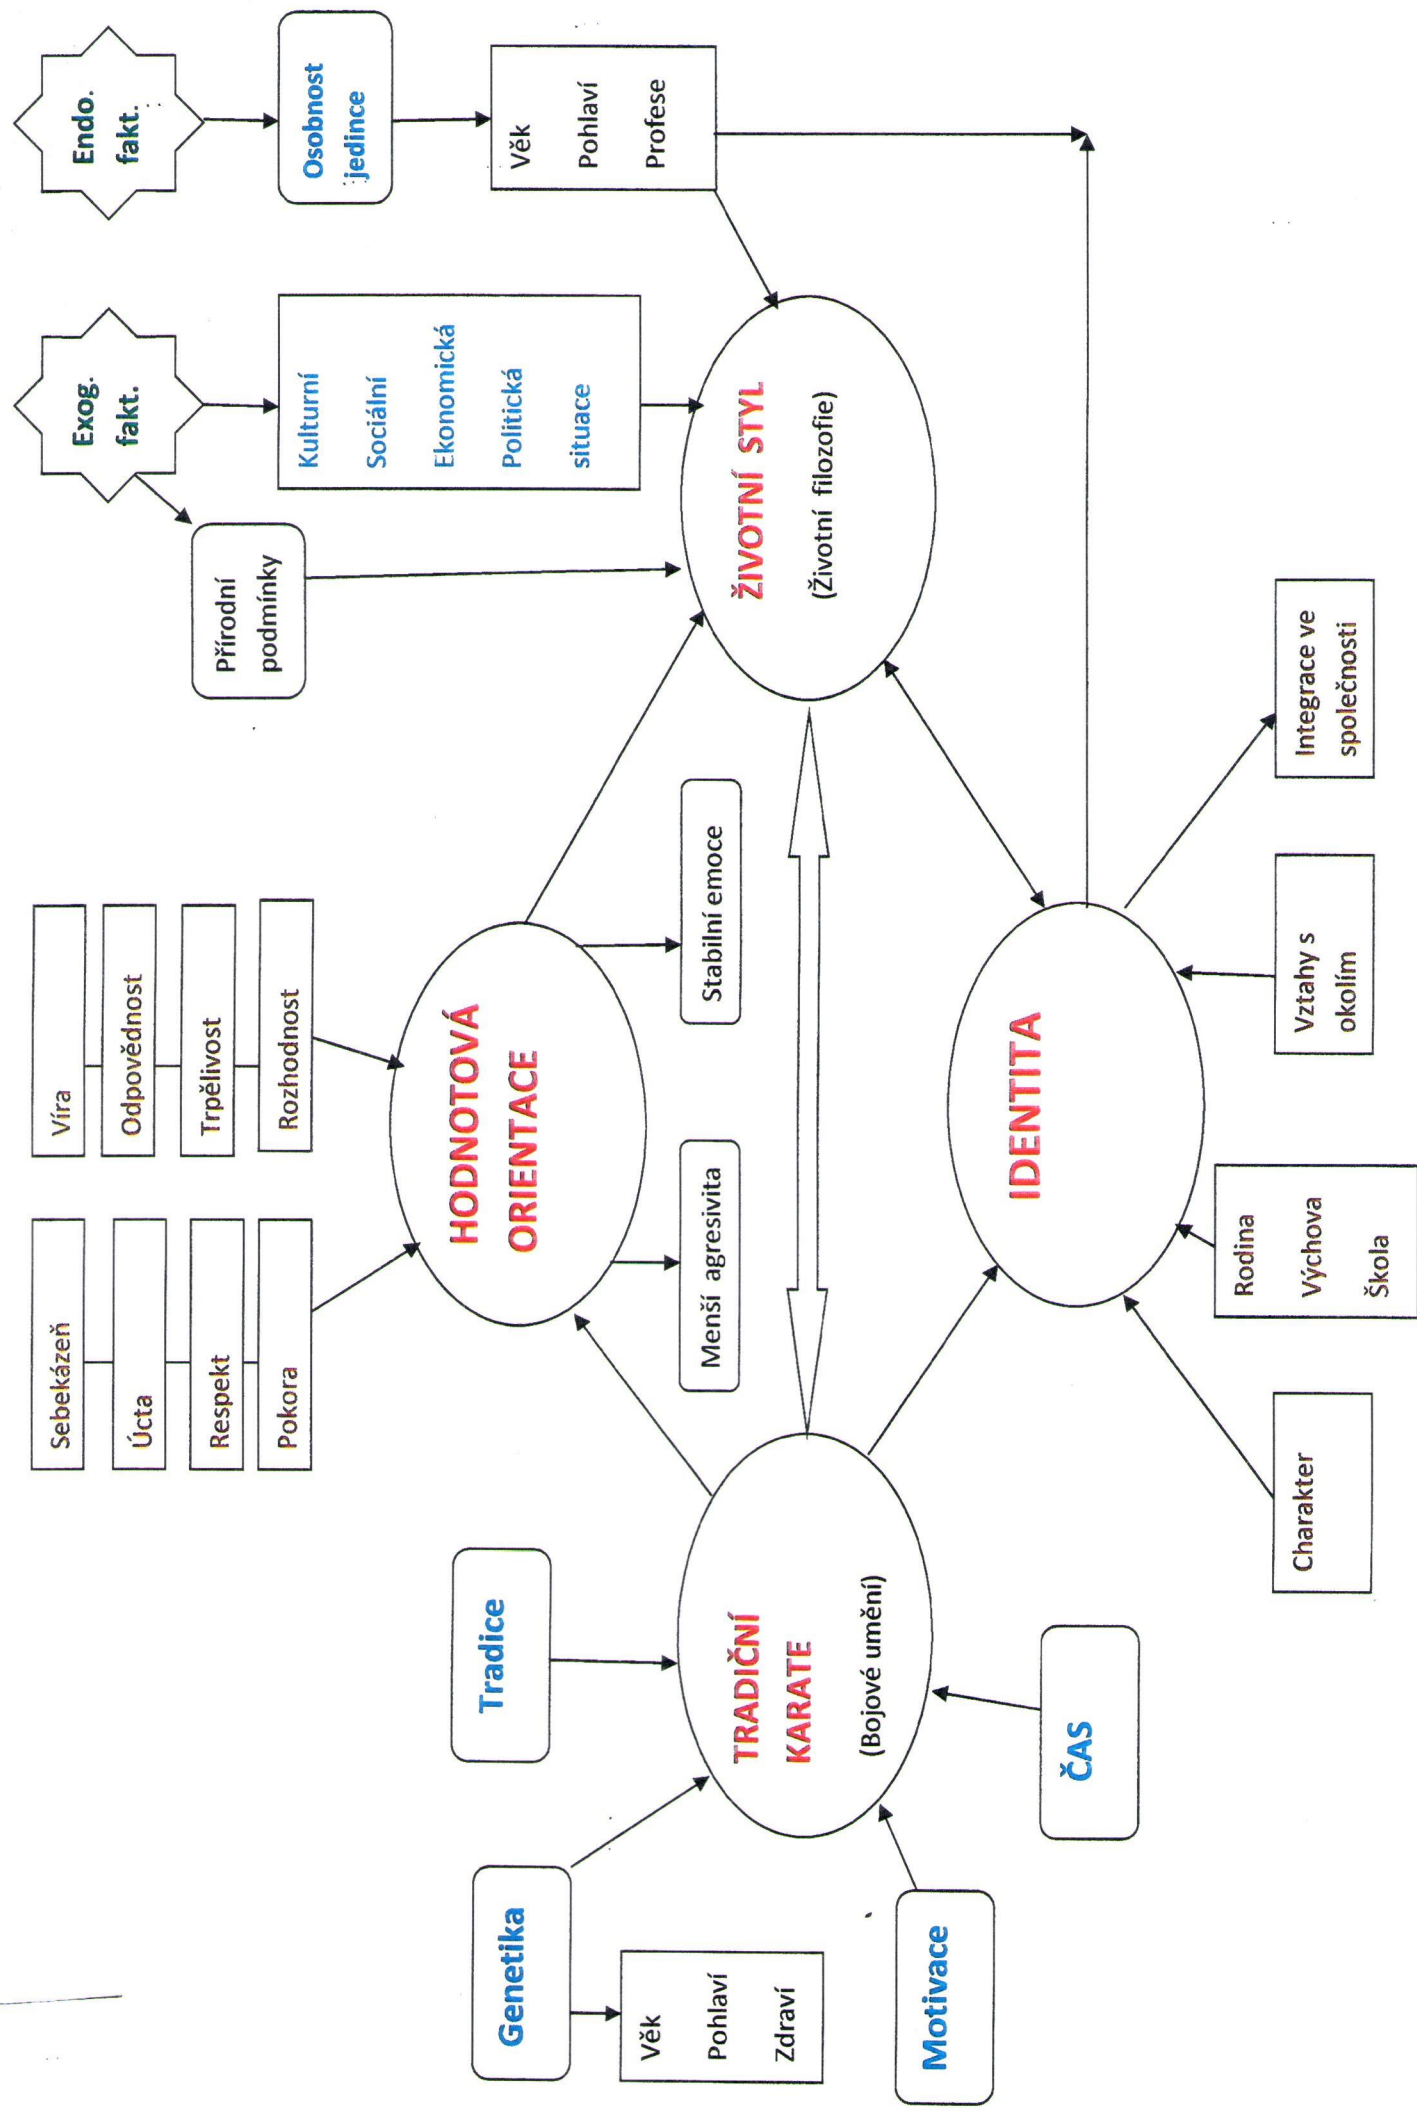 Sebekázeň
Úcta
Respekt
Pokora
Víra
Odpovědnost
Trpělivost
Rozhodnost
Exog.
fakt.
Endo.
fakt.
Přírodní
podmínky
Kulturní
Sociální
Ekonomická
Politická
situace
Osobnost
jedince
Věk
Pohlaví
Profese
Genetika
Věk
Pohlaví
Zdraví
Tradice
HODNOTOVÁ
ORIENTACE
Menší agresivita
Stabilní emoce
TRADIČNÍ
KARATE
(Bojové umění)
ŽIVOTNÍ STYL
(Životní filozofie)
Motivace
ČAS
IDENTITA
Charakter
Rodina
Výchova
Škola
Vztahy s
okolím
Integrace ve
společnosti